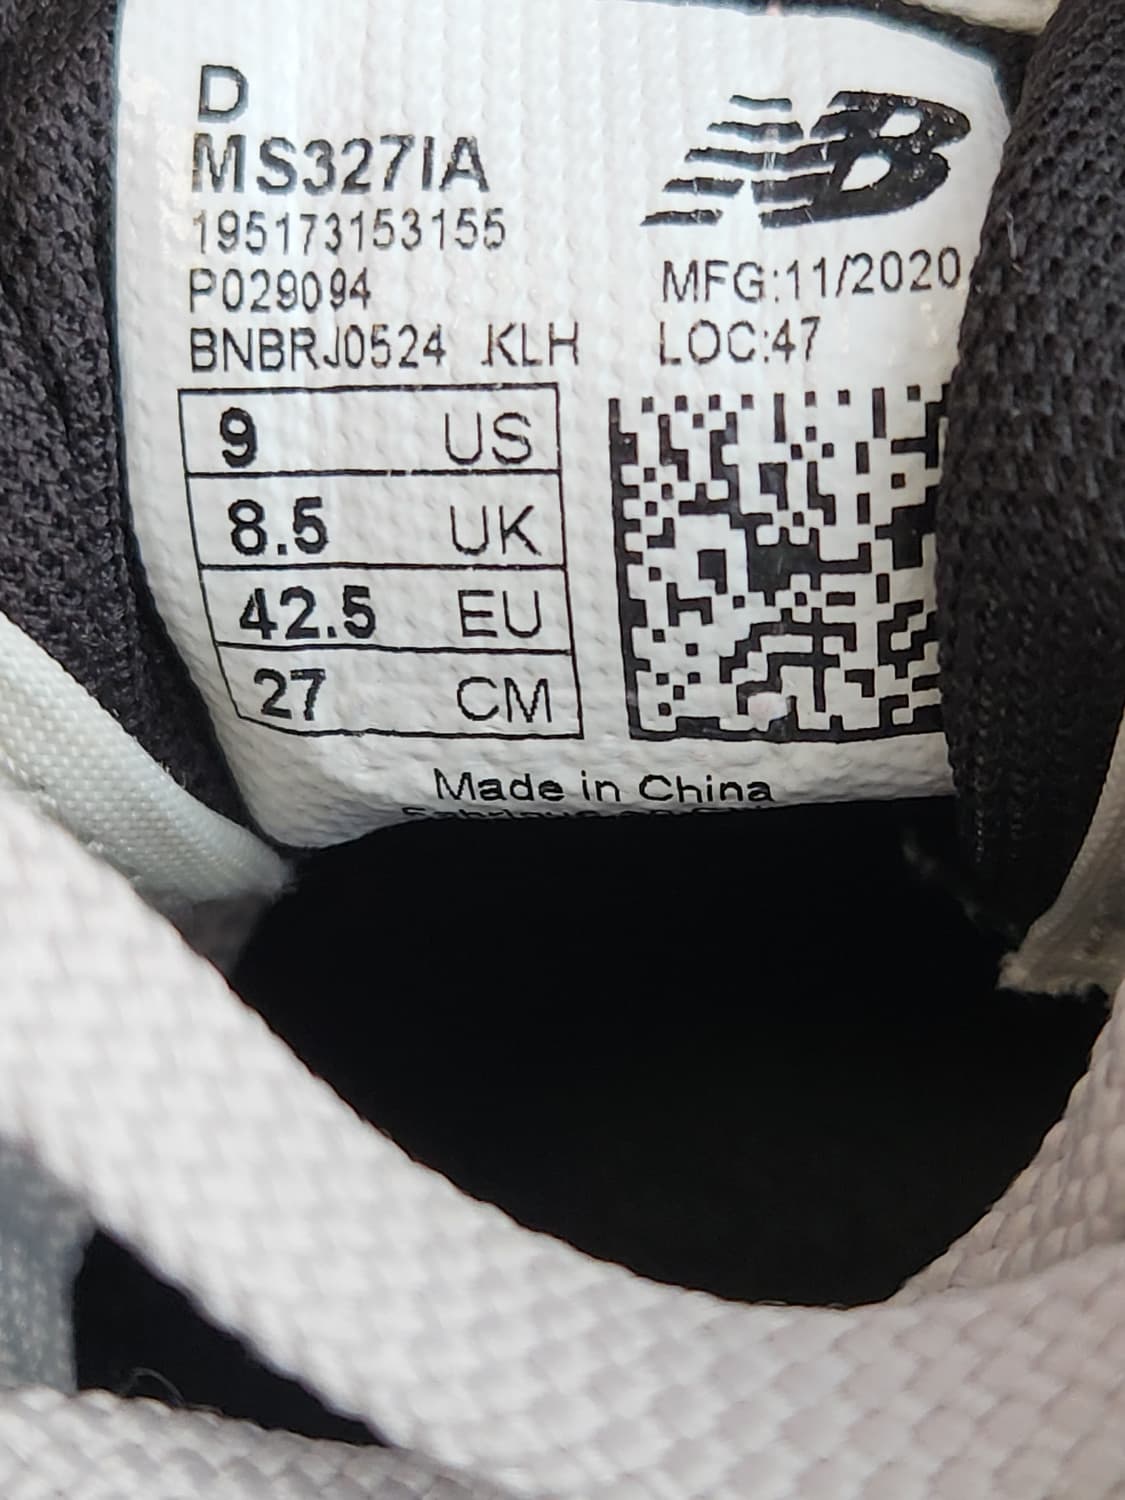 D
MS327IA
195173153155
P029094
BNBRJ0524 KLH
NB
MFG:11/2020
LOC:47
9 US
8.5 UK
42.5 EU
27 CM
Made in China